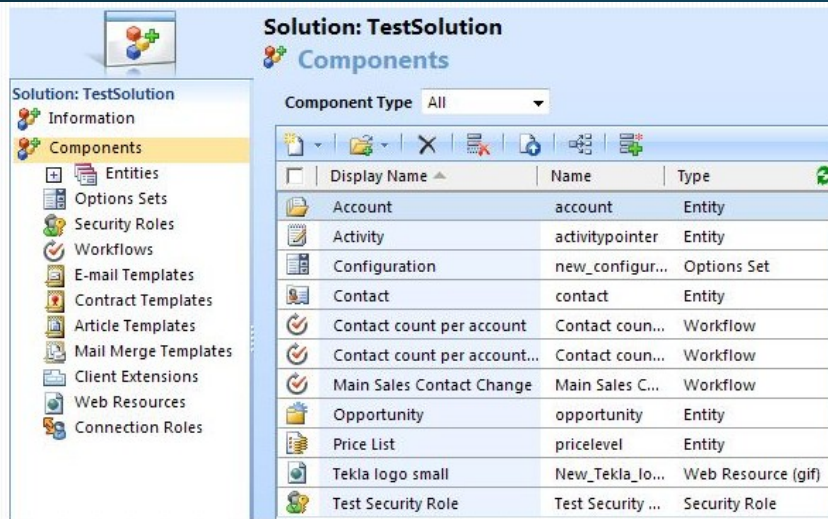 Solution: TestSolution
Components
Solution: TestSolution
Information
Components
Entities
Options Sets
Security Roles
Workflows
E-mail Templates
Contract Templates
Article Templates
Mail Merge Templates
Client Extensions
Web Resources
Connection Roles
Component Type All
Display Name Name Type
Account account Entity
Activity activitypointer Entity
Configuration new_configur... Options Set
Contact contact Entity
Contact count per account Contact coun... Workflow
Contact count per account... Contact coun... Workflow
Main Sales Contact Change Main Sales C... Workflow
Opportunity opportunity Entity
Price List pricelevel Entity
Tekla logo small New_Tekla_lo... Web Resource (gif)
Test Security Role Test Security ... Security Role